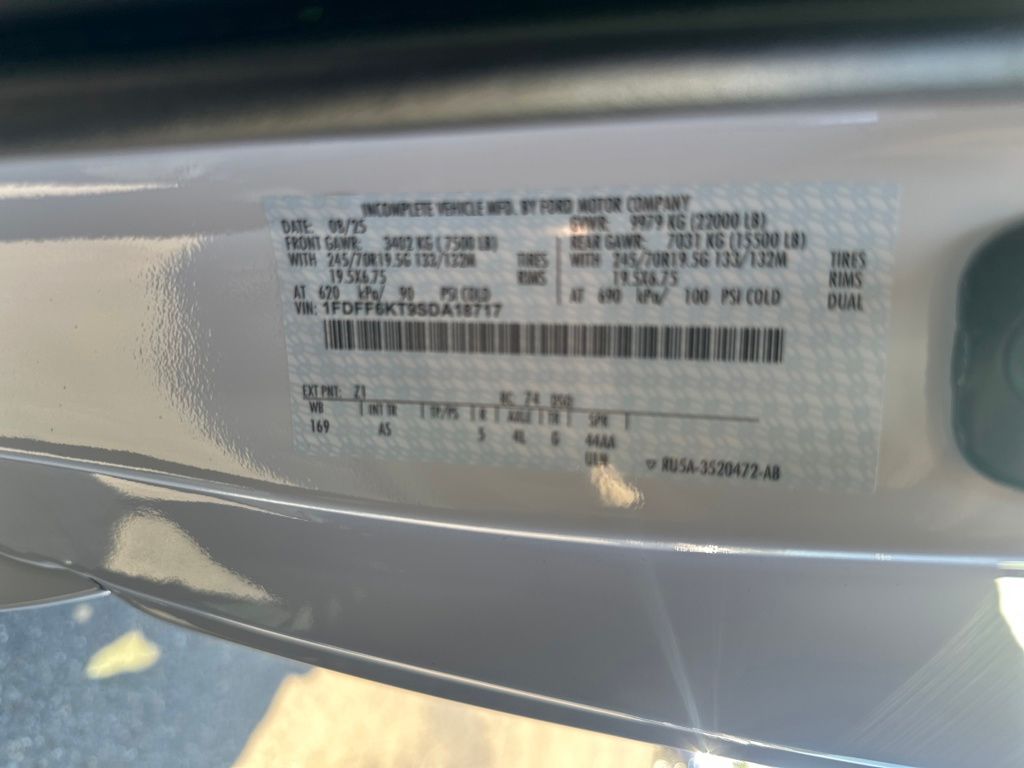 INCOMPLETE VEHICLE MFD. BY FORD MOTOR COMPANY
DATE: 08/25 GVWR: 9979 KG (22000 LB)
FRONT GAWR: 3402 KG (7500 LB) REAR GAWR: 7031 KG (15500 LB)
WITH 245/70R19.5G 133/132M TIRES WITH 245/70R19.5G 133/132M TIRES
19.5X6.75 RIMS 19.5X6.75 RIMS
AT 620 kPa/ 90 PSI COLD AT 690 kPa/ 100 PSI COLD DUAL
VIN: 1FDFF6KT9SDA18717
EXT PNT: Z1 RC: 74 DSO:
WB INT TR TP/PS R AXLE TR SPR
169 AS 5 4L G 44AA
RU5A-3520472-AB